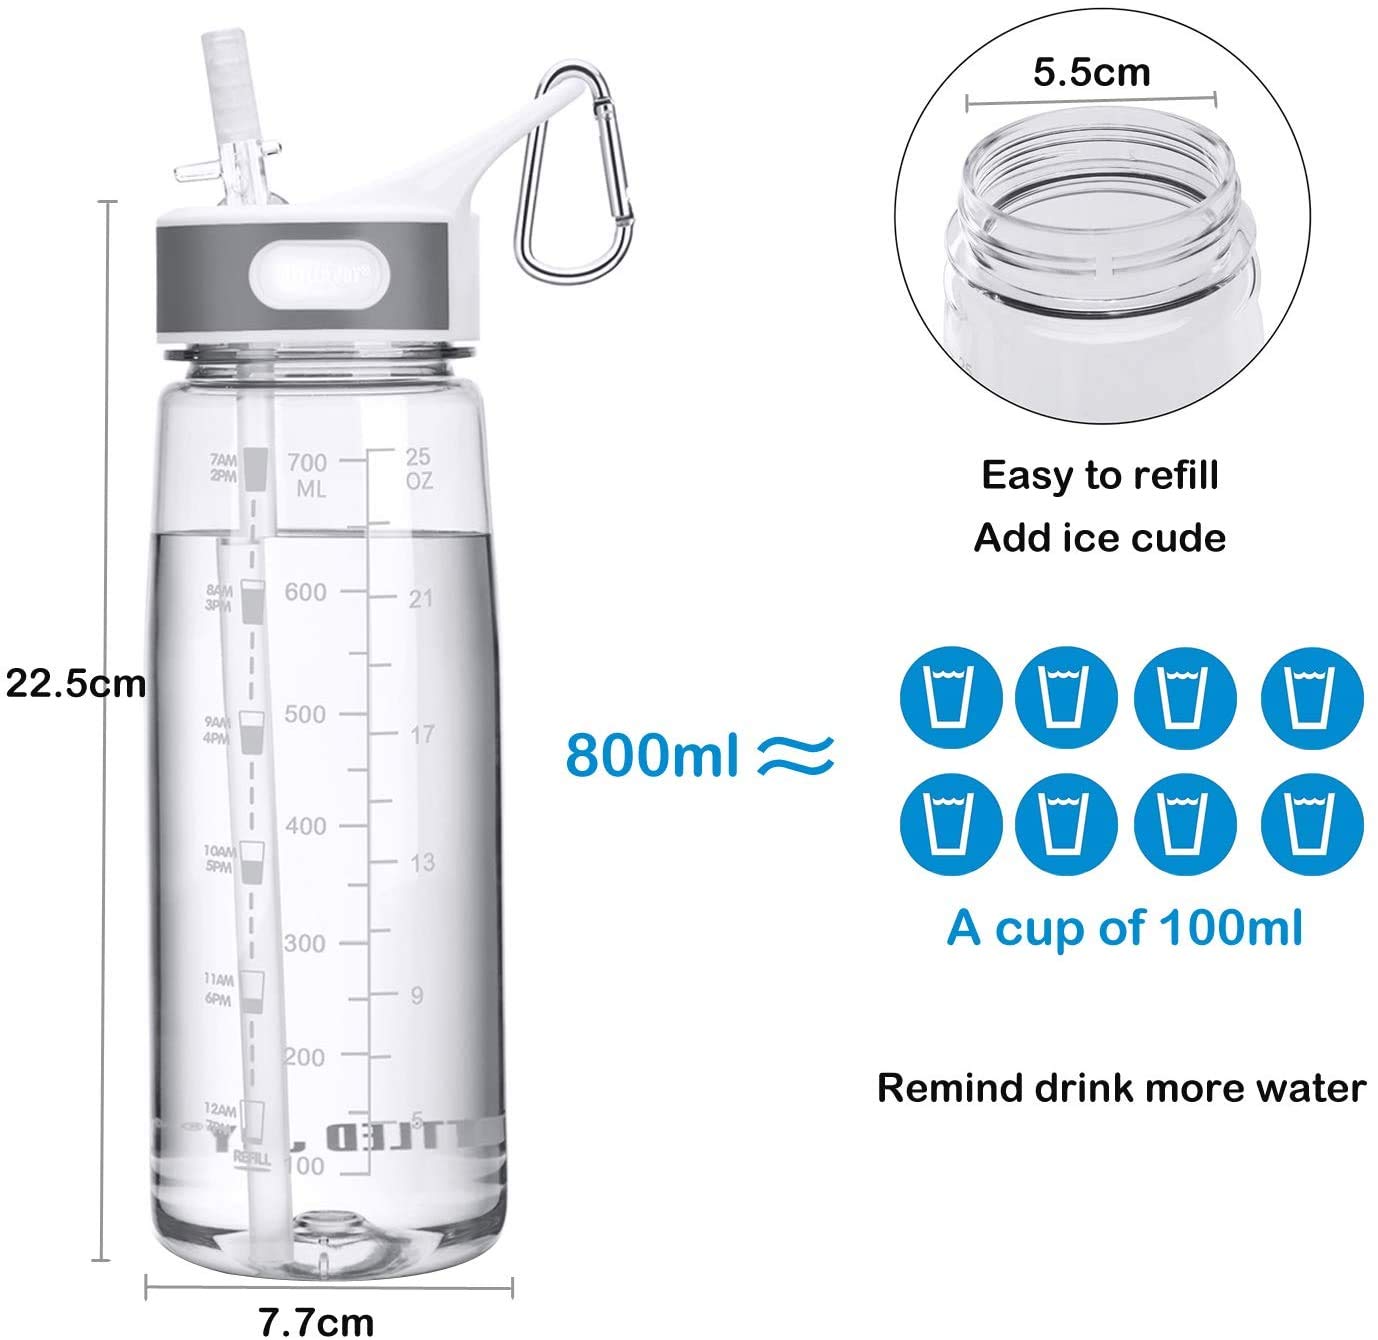 5.5cm
Easy to refill
Add ice cude
22.5cm
7AM
2PM
700
ML
25
OZ
8AM
3PM
600
21
9AM
4PM
500
17
10AM
5PM
400
13
11AM
6PM
300
9
200
12AM
7PM
5
REFILL
100
7.7cm
800ml ≈
A cup of 100ml
Remind drink more water